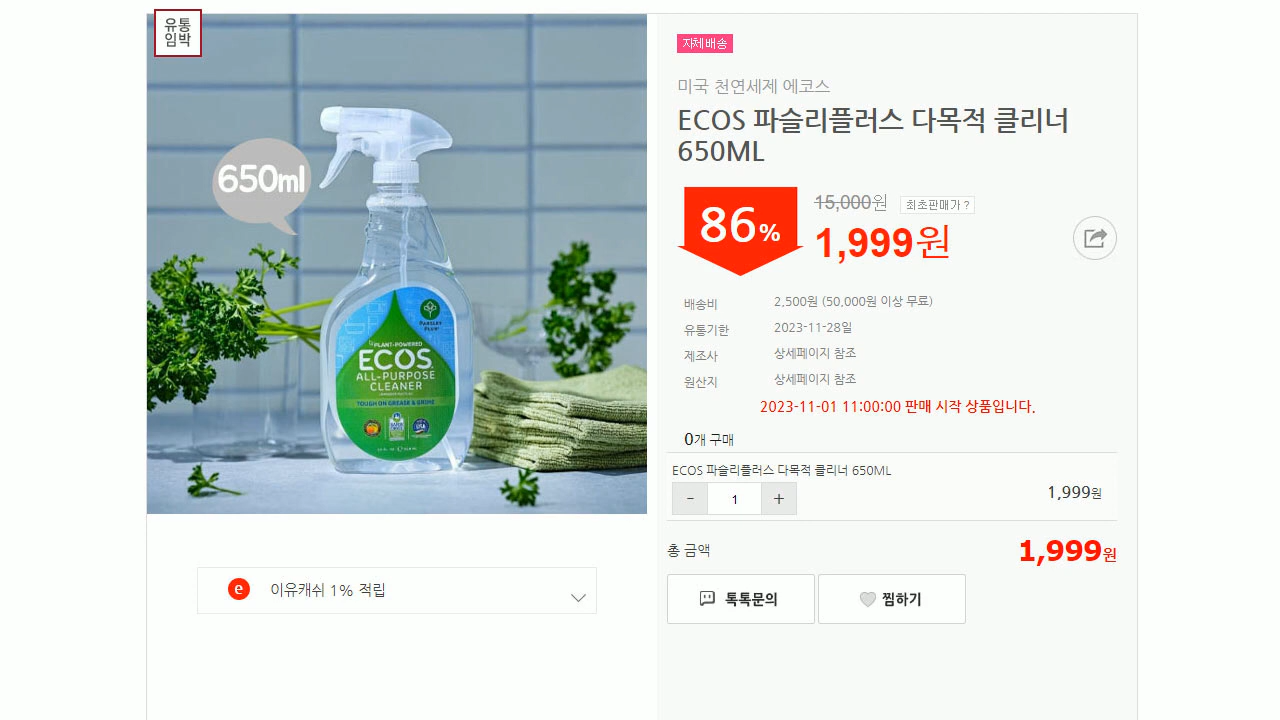 유통
임박
650ml
PARSLEY
PLUS
PLANT-POWERED
ECOS
ALL-PURPOSE
CLEANER
TOUGH ON GREASE & GRIME
이유캐쉬 1% 적립
자체배송
미국 천연세제 에코스
ECOS 파슬리플러스 다목적 클리너
650ML
86%
15,000원 최초판매가 ?
1,999원
배송비 2,500원 (50,000원 이상 무료)
유통기한 2023-11-28일
제조사 상세페이지 참조
원산지 상세페이지 참조
2023-11-01 11:00:00 판매 시작 상품입니다.
0개 구매
ECOS 파슬리플러스 다목적 클리너 650ML
- 1 + 1,999원
총 금액 1,999원
톡톡문의 찜하기